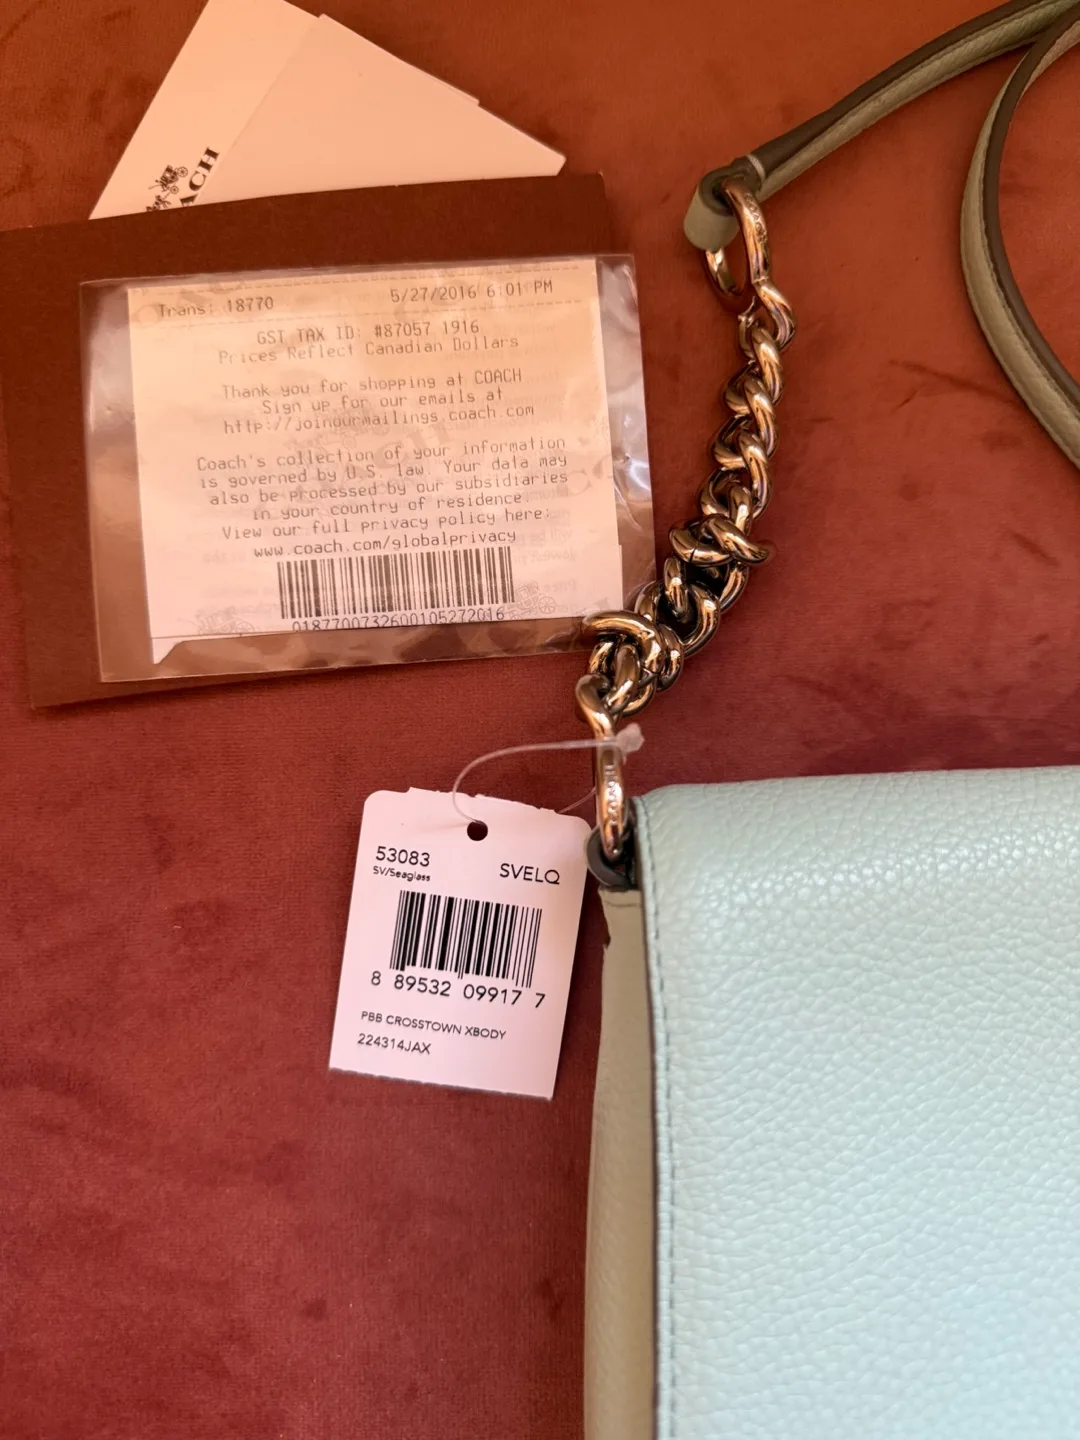 COACH
Trans: 18770 5/27/2016 6:01 PM
GST TAX ID: #87057 1916
Prices Reflect Canadian Dollars
Thank you for shopping at COACH
Sign up for our emails at
http://joinourmailings.coach.com
Coach's collection of your information
is governed by U.S. law. Your data may
also be processed by our subsidiaries
in your country of residence.
View our full privacy policy here:
www.coach.com/globalprivacy
0187700732600105272016
COACH
53083 SVELQ
SV/Seaglass
8 89532 09917 7
PBB CROSSTOWN XBODY
224314JAX